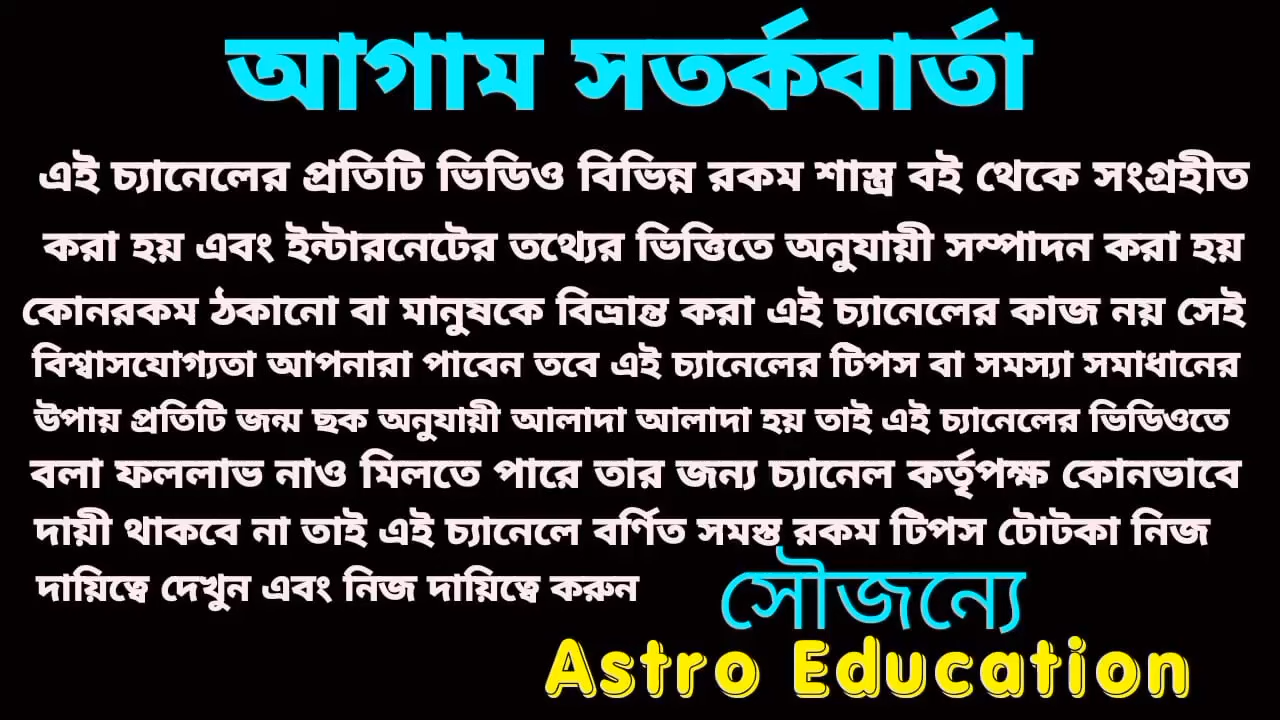 আগাম সতর্কবার্তা
এই চ্যানেলের প্রতিটি ভিডিও বিভিন্ন রকম শাস্ত্র বই থেকে সংগ্রহীত
করা হয় এবং ইন্টারনেটের তথ্যের ভিত্তিতে অনুযায়ী সম্পাদন করা হয়
কোনরকম ঠকানো বা মানুষকে বিভ্রান্ত করা এই চ্যানেলের কাজ নয় সেই
বিশ্বাসযোগ্যতা আপনারা পাবেন তবে এই চ্যানেলের টিপস বা সমস্যা সমাধানের
উপায় প্রতিটি জন্ম ছক অনুযায়ী আলাদা আলাদা হয় তাই এই চ্যানেলের ভিডিওতে
বলা ফললাভ নাও মিলতে পারে তার জন্য চ্যানেল কর্তৃপক্ষ কোনভাবে
দায়ী থাকবে না তাই এই চ্যানেলে বর্ণিত সমস্ত রকম টিপস টোটকা নিজ
দায়িত্বে দেখুন এবং নিজ দায়িত্বে করুন
সৌজন্যে
Astro Education